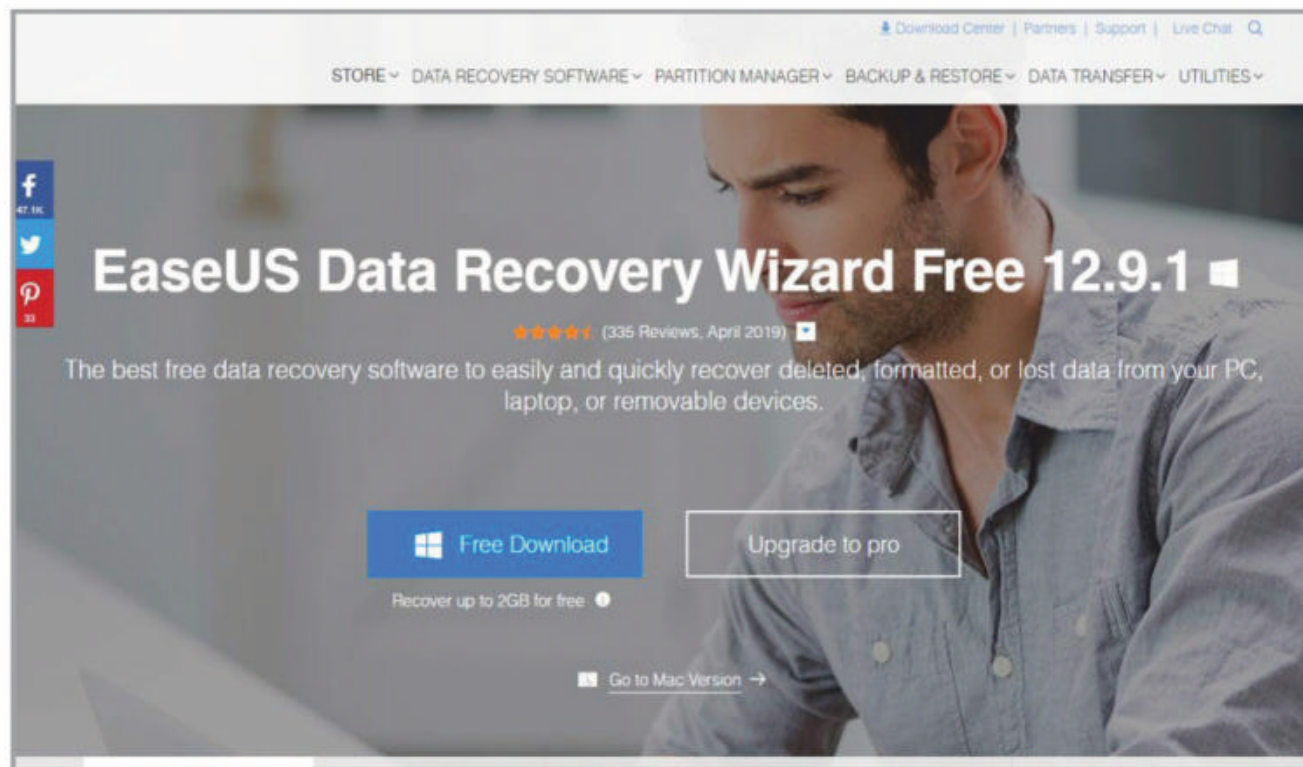 Download Center | Partners | Support | Live Chat
STORE DATA RECOVERY SOFTWARE PARTITION MANAGER BACKUP & RESTORE DATA TRANSFER UTILITIES
f
47.1K
33
EaseUS Data Recovery Wizard Free 12.9.1
(335 Reviews, April 2019)
The best free data recovery software to easily and quickly recover deleted, formatted, or lost data from your PC,
laptop, or removable devices.
Free Download
Upgrade to pro
Recover up to 2GB for free
Go to Mac Version →